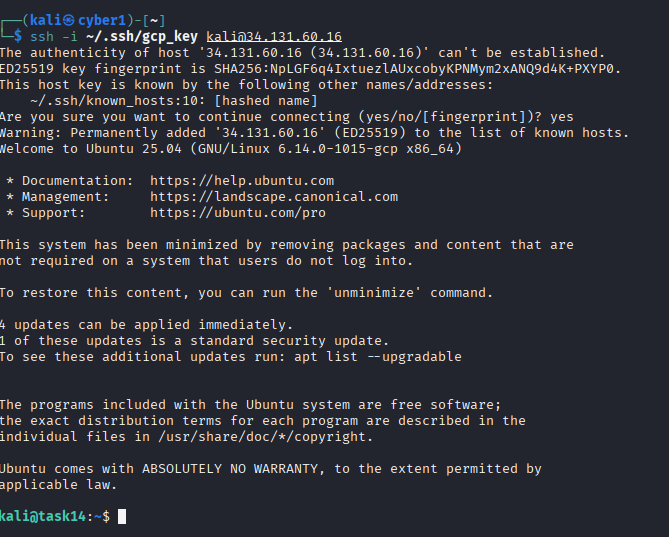 ┌──(kali㉿cyber1)-[~]
└─$ ssh -i ~/.ssh/gcp_key kali@34.131.60.16
The authenticity of host '34.131.60.16 (34.131.60.16)' can't be established.
ED25519 key fingerprint is SHA256:NpLGF6q4IxtuezlAUxcobyKPNMym2xANQ9d4K+PXYP0.
This host key is known by the following other names/addresses:
    ~/.ssh/known_hosts:10: [hashed name]
Are you sure you want to continue connecting (yes/no/[fingerprint])? yes
Warning: Permanently added '34.131.60.16' (ED25519) to the list of known hosts.
Welcome to Ubuntu 25.04 (GNU/Linux 6.14.0-1015-gcp x86_64)

 * Documentation:  https://help.ubuntu.com
 * Management:     https://landscape.canonical.com
 * Support:        https://ubuntu.com/pro

This system has been minimized by removing packages and content that are
not required on a system that users do not log into.

To restore this content, you can run the 'unminimize' command.

4 updates can be applied immediately.
1 of these updates is a standard security update.
To see these additional updates run: apt list --upgradable

The programs included with the Ubuntu system are free software;
the exact distribution terms for each program are described in the
individual files in /usr/share/doc/*/copyright.

Ubuntu comes with ABSOLUTELY NO WARRANTY, to the extent permitted by
applicable law.

kali@task14:~$